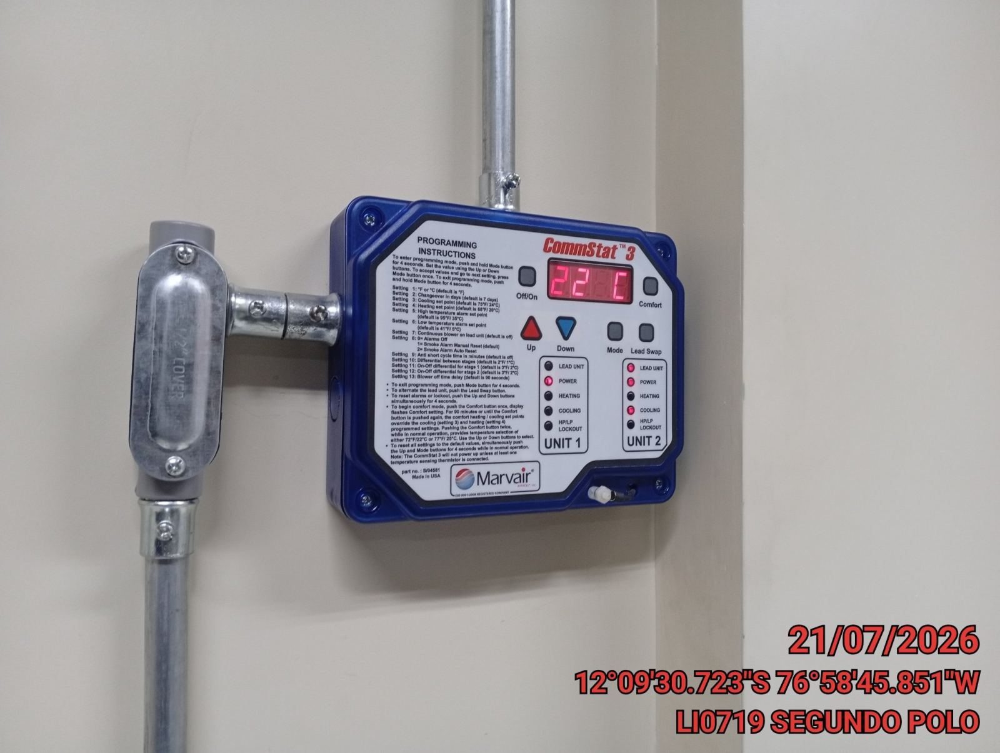 PROGRAMMING
INSTRUCTIONS
To enter programming mode, push and hold Mode button
for 4 seconds. Set the value using the Up or Down
buttons. To accept values and go to next setting, press
Mode button once. To exit programming mode, push
and hold Mode button for 4 seconds.
Setting 1: °F or °C (default is °F)
Setting 2: Changeover in days (default is 7 days)
Setting 3: Cooling set point (default is 75°F/ 24°C)
Setting 4: Heating set point (default is 68°F/ 20°C)
Setting 5: High temperature alarm set point
(default is 95°F/ 35°C)
Setting 6: Low temperature alarm set point
(default is 41°F/ 5°C)
Setting 7: Continuous blower on lead unit (default is off)
Setting 8: 0= Alarms Off
1= Smoke Alarm Manual Reset (default)
2= Smoke Alarm Auto Reset
Setting 9: Anti short cycle time in minutes (default is off)
Setting 10: Differential between stages (default is 2°F/ 1°C)
Setting 11: On-Off differential for stage 1 (default is 3°F/ 2°C)
Setting 12: On-Off differential for stage 2 (default is 3°F/ 2°C)
Setting 13: Blower off time delay (default is 90 seconds)
• To exit programming mode, push Mode button for 4 seconds.
• To alternate the lead unit, push the Lead Swap button.
• To reset alarms or lockout, push the Up and Down buttons
simultaneously for 4 seconds.
• To begin comfort mode, push the Comfort button once, display
flashes Comfort setting. For 90 minutes or until the Comfort
button is pushed again, the comfort heating / cooling set points
override the cooling (setting 3) and heating (setting 4)
programmed settings. Pushing the Comfort button twice,
while in normal operation, provides temperature selection of
either 72°F/22°C or 77°F/ 25°C. Use the Up or Down buttons to select.
• To reset all settings to the default values, simultaneously push
the Up and Mode buttons for 4 seconds while in normal operation.
Note: The CommStat 3 will not power up unless at least one
temperature sensing thermistor is connected.
part no. : S/04581
Made in USA
Marvair®
ISO 9001:2008 REGISTERED COMPANY
CommStat™ 3
22 C
Off/On
Comfort
Up
Down
Mode
Lead Swap
LEAD UNIT
POWER
HEATING
COOLING
HP/LP
LOCKOUT
UNIT 1
LEAD UNIT
POWER
HEATING
COOLING
HP/LP
LOCKOUT
UNIT 2
COVER
21/07/2026
12°09'30.723"S 76°58'45.851"W
LI0719 SEGUNDO POLO